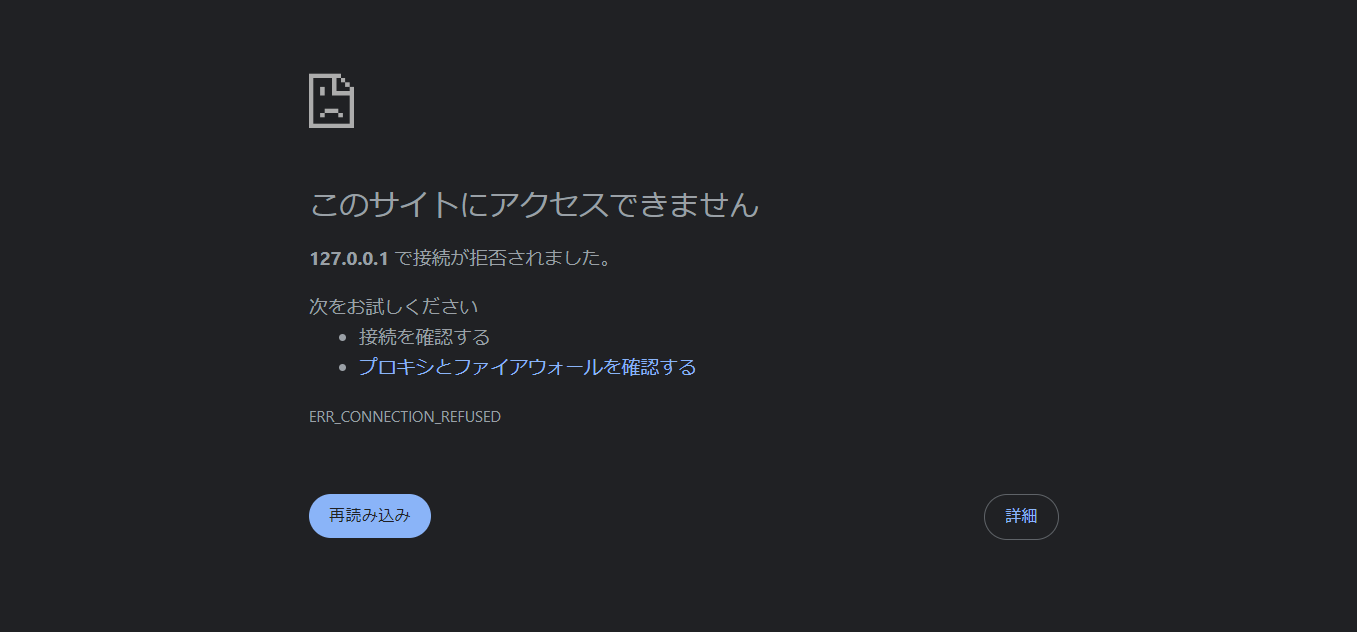 このサイトにアクセスできません
127.0.0.1 で接続が拒否されました。
次をお試しください
• 接続を確認する
• プロキシとファイアウォールを確認する
ERR_CONNECTION_REFUSED
再読み込み
詳細